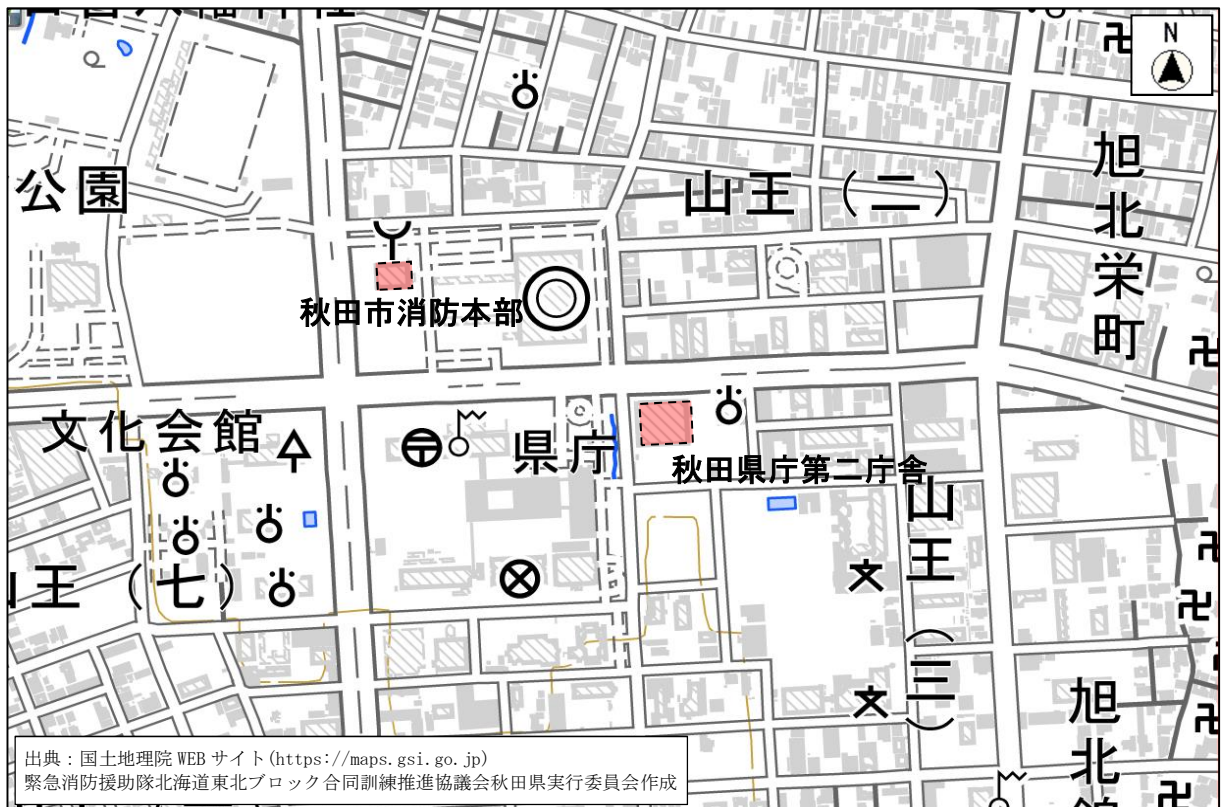 N
公園
山王（二）
旭北栄町
秋田市消防本部
文化会館
県庁
秋田県庁第二庁舎
山王（三）
王（七）
旭北
出典：国土地理院 WEB サイト(https://maps.gsi.go.jp)
緊急消防援助隊北海道東北ブロック合同訓練推進協議会秋田県実行委員会作成